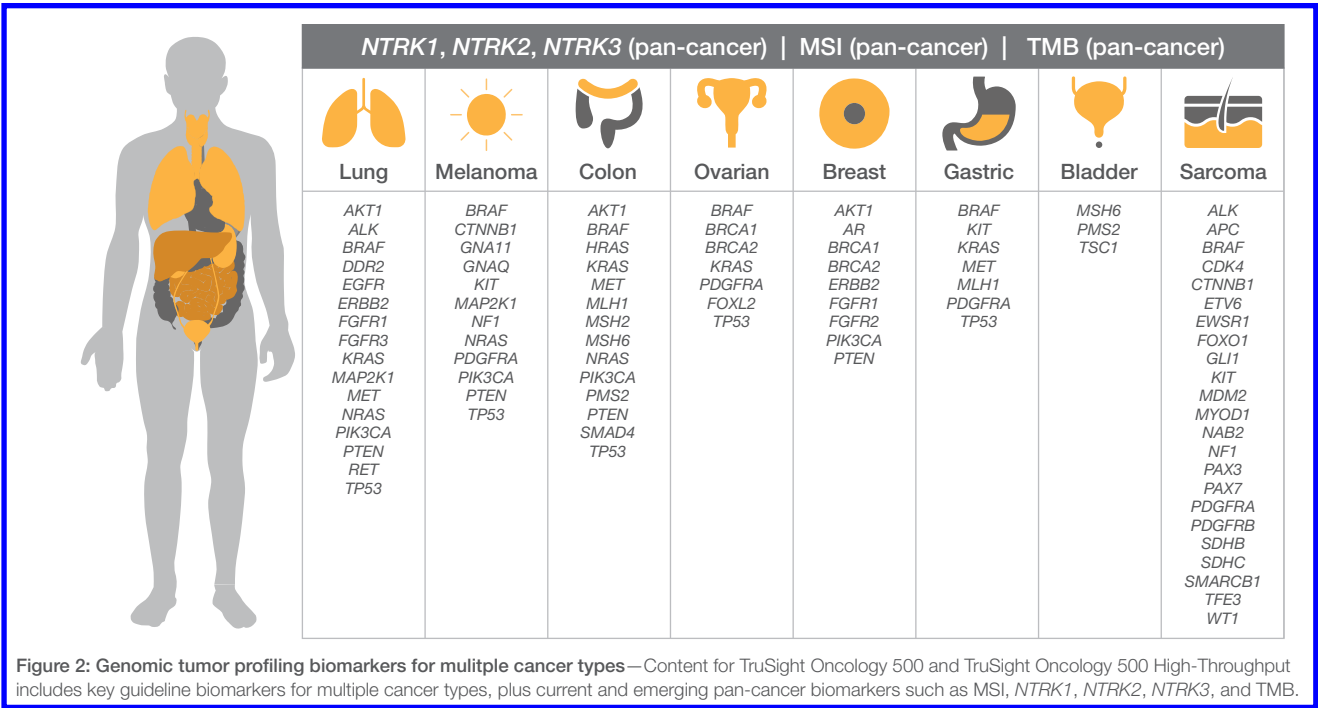 NTRK1, NTRK2, NTRK3 (pan-cancer) | MSI (pan-cancer) | TMB (pan-cancer)
Lung
AKT1
ALK
BRAF
DDR2
EGFR
ERBB2
FGFR1
FGFR3
KRAS
MAP2K1
MET
NRAS
PIK3CA
PTEN
RET
TP53
Melanoma
BRAF
CTNNB1
GNA11
GNAQ
KIT
MAP2K1
NF1
NRAS
PDGFRA
PIK3CA
PTEN
TP53
Colon
AKT1
BRAF
HRAS
KRAS
MET
MLH1
MSH2
MSH6
NRAS
PIK3CA
PMS2
PTEN
SMAD4
TP53
Ovarian
BRAF
BRCA1
BRCA2
KRAS
PDGFRA
FOXL2
TP53
Breast
AKT1
AR
BRCA1
BRCA2
ERBB2
FGFR1
FGFR2
PIK3CA
PTEN
Gastric
BRAF
KIT
KRAS
MET
MLH1
PDGFRA
TP53
Bladder
MSH6
PMS2
TSC1
Sarcoma
ALK
APC
BRAF
CDK4
CTNNB1
ETV6
EWSR1
FOXO1
GLI1
KIT
MDM2
MYOD1
NAB2
NF1
PAX3
PAX7
PDGFRA
PDGFRB
SDHB
SDHC
SMARCB1
TFE3
WT1
Figure 2: Genomic tumor profiling biomarkers for mulitple cancer types—Content for TruSight Oncology 500 and TruSight Oncology 500 High-Throughput
includes key guideline biomarkers for multiple cancer types, plus current and emerging pan-cancer biomarkers such as MSI, NTRK1, NTRK2, NTRK3, and TMB.